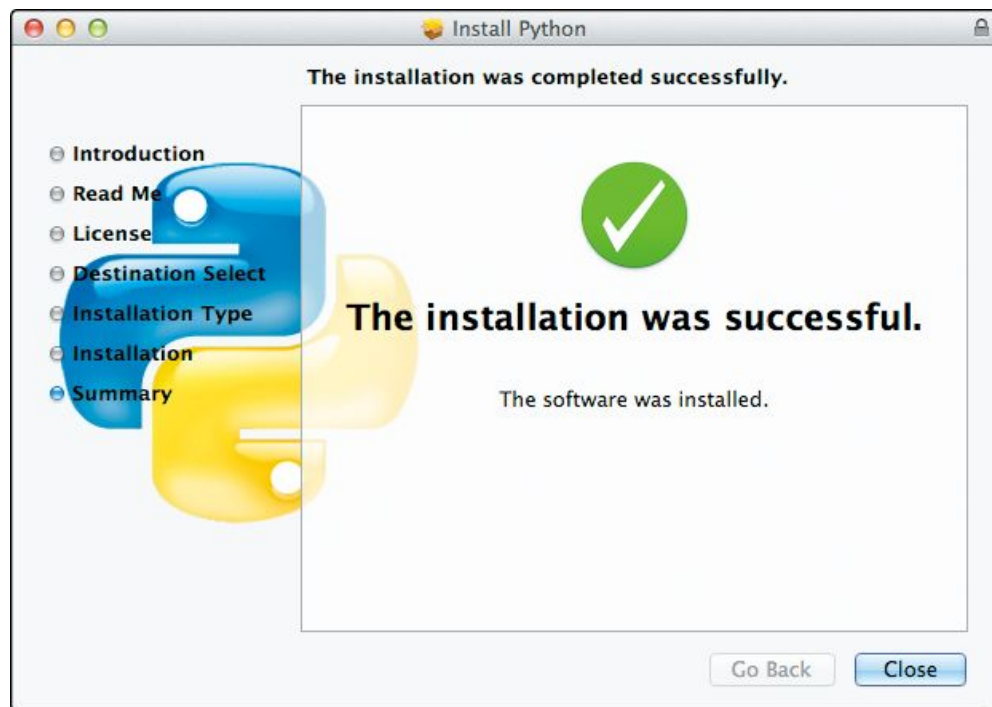 Install Python
The installation was completed successfully.
Introduction
Read Me
License
Destination Select
Installation Type
Installation
Summary
The installation was successful.
The software was installed.
Go Back
Close